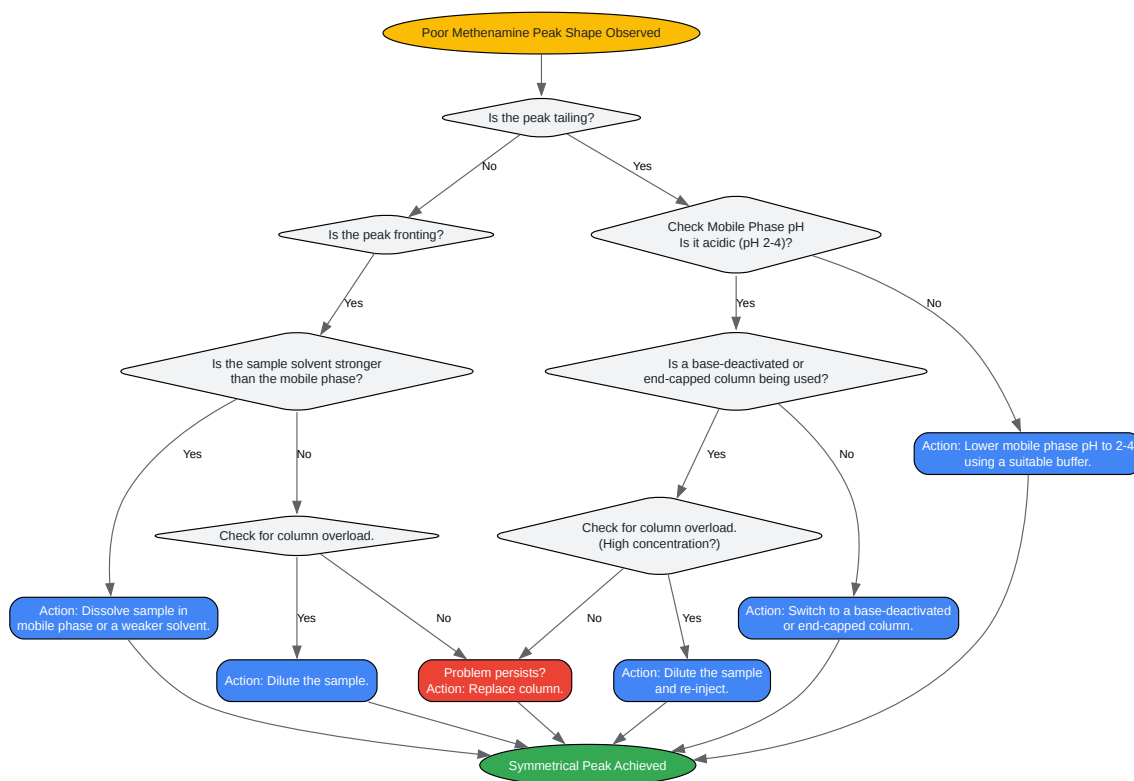 Poor Methenamine Peak Shape Observed
Is the peak tailing?
No
Yes
Is the peak fronting?
Check Mobile Phase pH
Is it acidic (pH 2-4)?
Yes
Yes
No
Is the sample solvent stronger
than the mobile phase?
Is a base-deactivated or
end-capped column being used?
Yes
No
Yes
No
Action: Lower mobile phase pH to 2-4
using a suitable buffer.
Check for column overload.
Check for column overload.
(High concentration?)
Action: Dissolve sample in
mobile phase or a weaker solvent.
Yes
No
No
Yes
Action: Switch to a base-deactivated
or end-capped column.
Action: Dilute the sample.
Problem persists?
Action: Replace column.
Action: Dilute the sample
and re-inject.
Symmetrical Peak Achieved